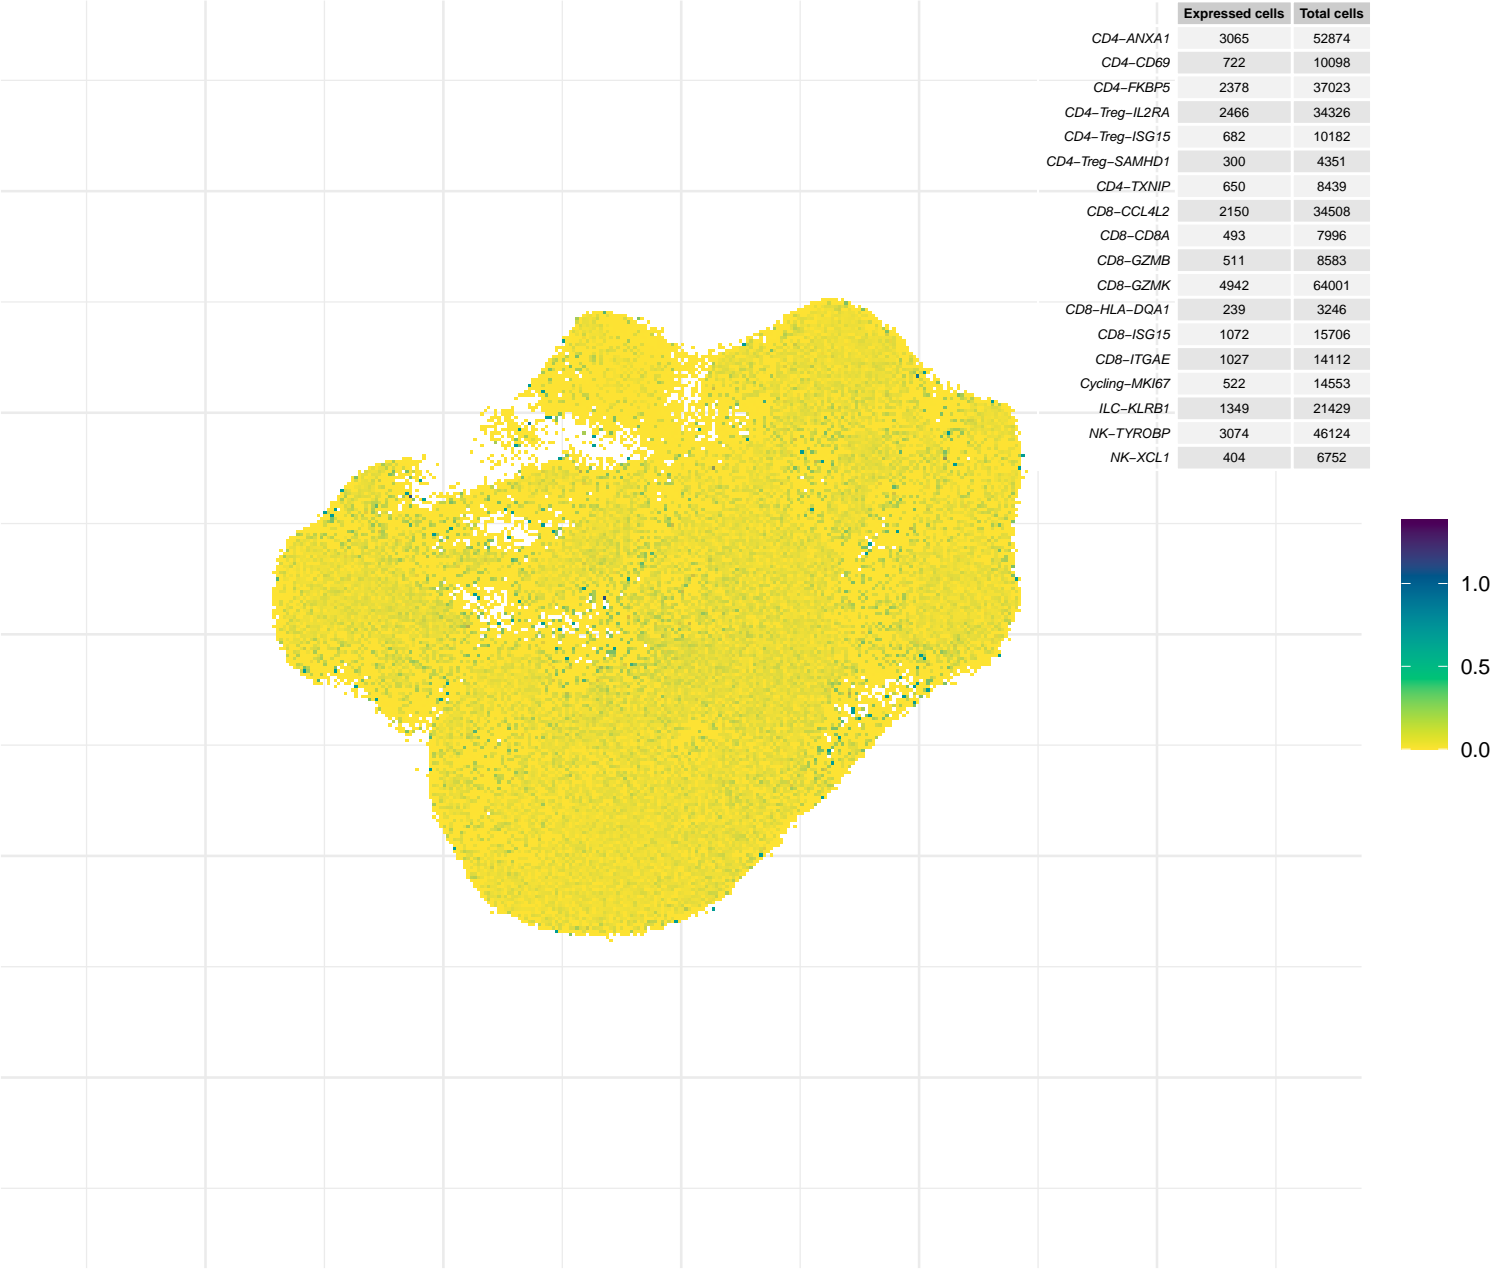 Expressed cells Total cells
CD4−ANXA1 3065 52874
CD4−CD69 722 10098
CD4−FKBP5 2378 37023
CD4−Treg−IL2RA 2466 34326
CD4−Treg−ISG15 682 10182
CD4−Treg−SAMHD1 300 4351
CD4−TXNIP 650 8439
CD8−CCL4L2 2150 34508
CD8−CD8A 493 7996
CD8−GZMB 511 8583
CD8−GZMK 4942 64001
CD8−HLA−DQA1 239 3246
CD8−ISG15 1072 15706
CD8−ITGAE 1027 14112
Cycling−MKI67 522 14553
ILC−KLRB1 1349 21429
NK−TYROBP 3074 46124
NK−XCL1 404 6752
1.0
0.5
0.0